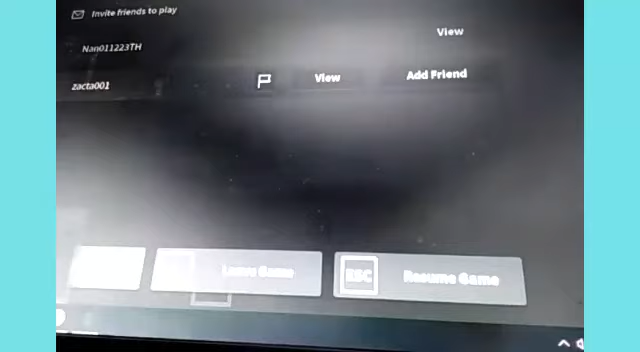 Invite friends to play
Nan011223TH
View
zacta001
View
Add Friend
Leave Game
ESC
Resume Game